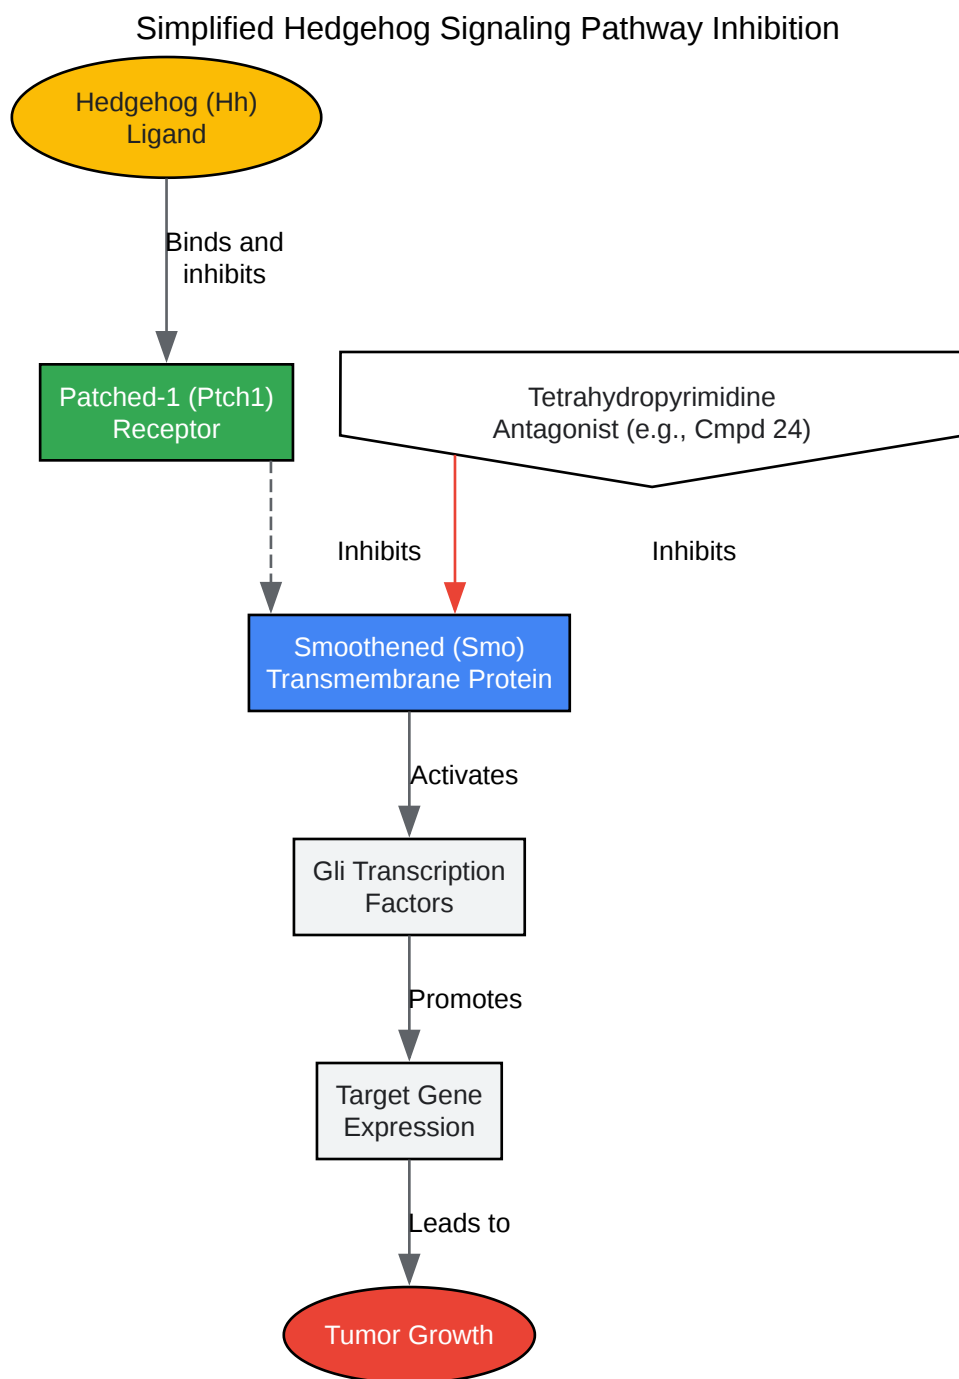 Simplified Hedgehog Signaling Pathway Inhibition
Hedgehog (Hh)
Ligand
Binds and
inhibits
Patched-1 (Ptch1)
Receptor
Tetrahydropyrimidine
Antagonist (e.g., Cmpd 24)
Inhibits
Inhibits
Smoothened (Smo)
Transmembrane Protein
Activates
Gli Transcription
Factors
Promotes
Target Gene
Expression
Leads to
Tumor Growth